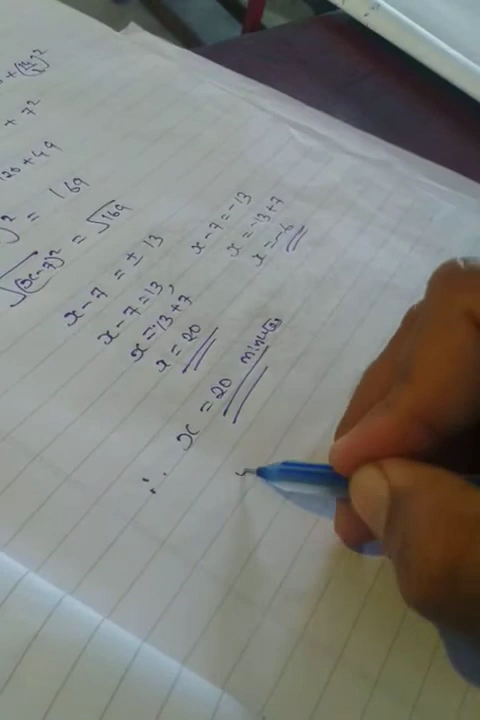 + 7²
120 + 49
)² = 169
√(x-7)² = √169
x - 7 = ± 13
x - 7 = 13, x - 7 = -13
x = 13 + 7 x = -13 + 7
x = 20 x = -6
∴ x = 20 minutes